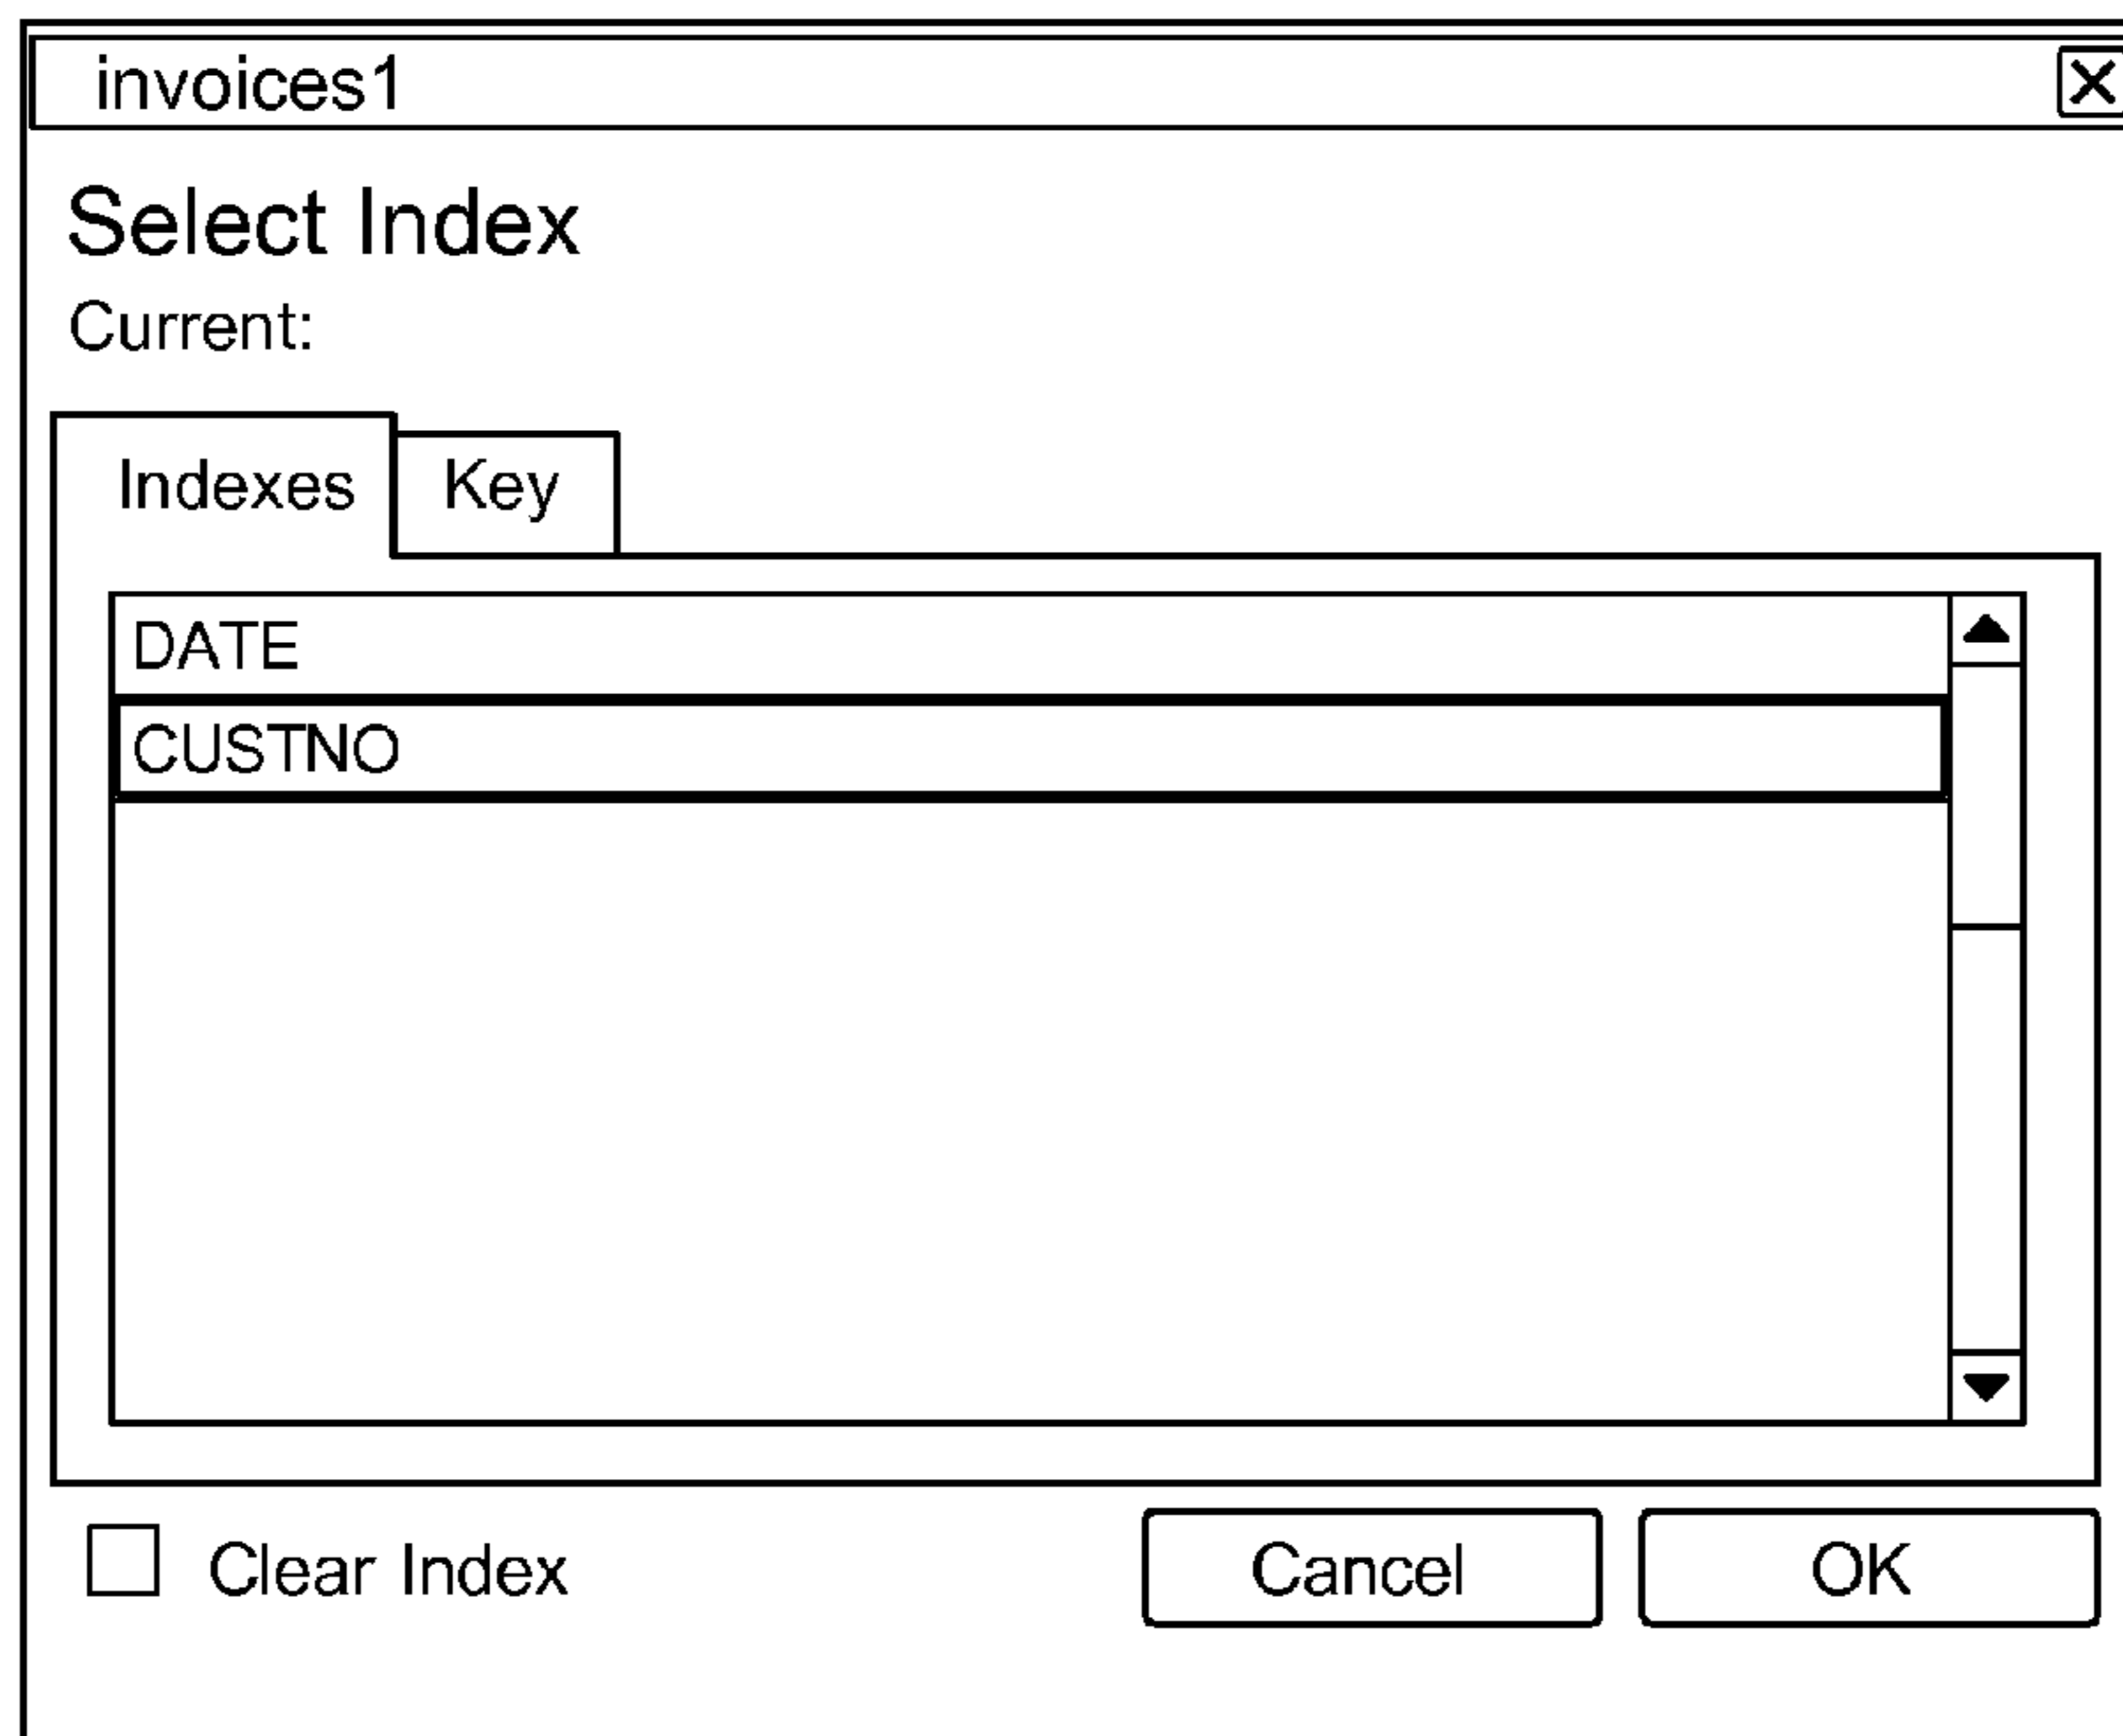 invoices1
Select Index
Current:
Indexes Key
DATE
CUSTNO
Clear Index Cancel OK